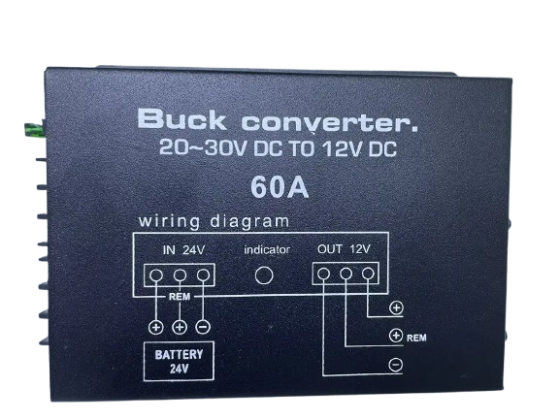 Buck converter.
20~30V DC TO 12V DC
60A
wiring diagram
IN 24V indicator OUT 12V
REM
+ + −
+
+ REM
−
BATTERY
24V